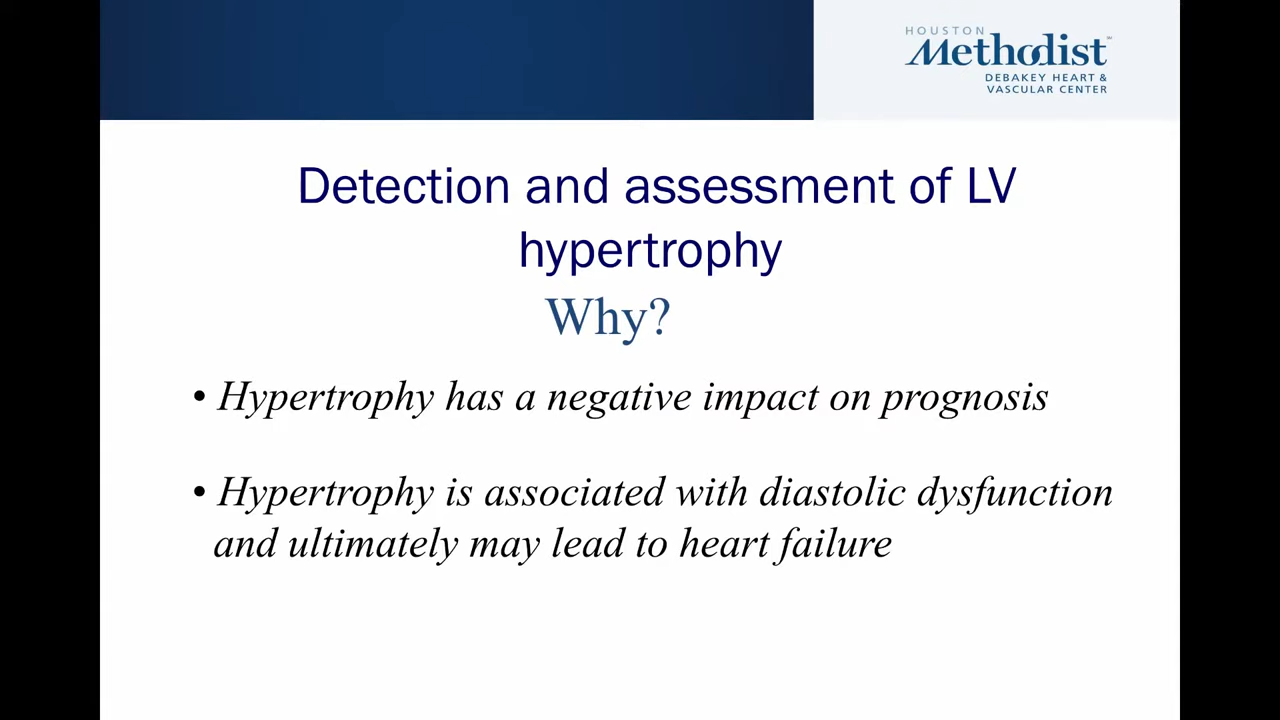 HOUSTON
Methodist
DEBAKEY HEART &
VASCULAR CENTER
Detection and assessment of LV
hypertrophy
Why?
• Hypertrophy has a negative impact on prognosis
• Hypertrophy is associated with diastolic dysfunction
and ultimately may lead to heart failure